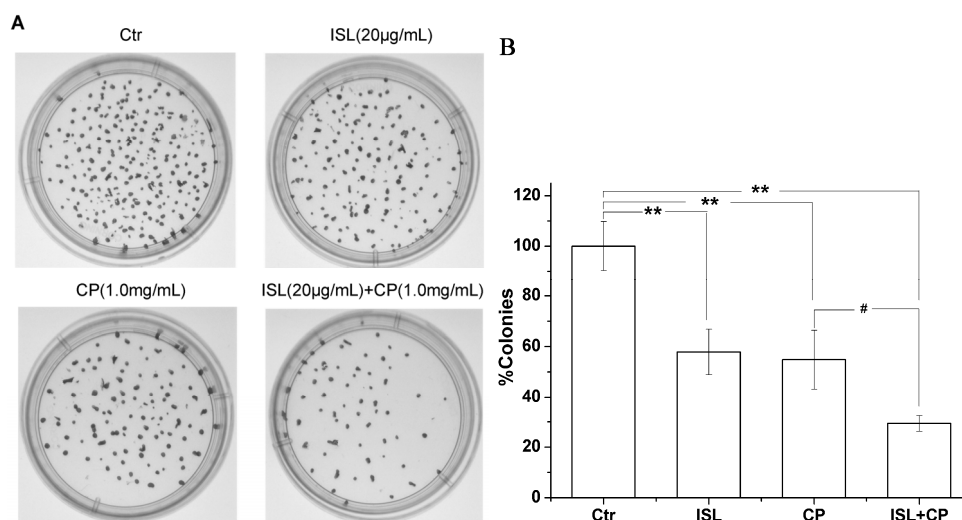 A
Ctr
ISL(20μg/mL)
CP(1.0mg/mL)
ISL(20μg/mL)+CP(1.0mg/mL)
B
%Colonies
120
100
80
60
40
20
0
**
**
**
#
Ctr
ISL
CP
ISL+CP